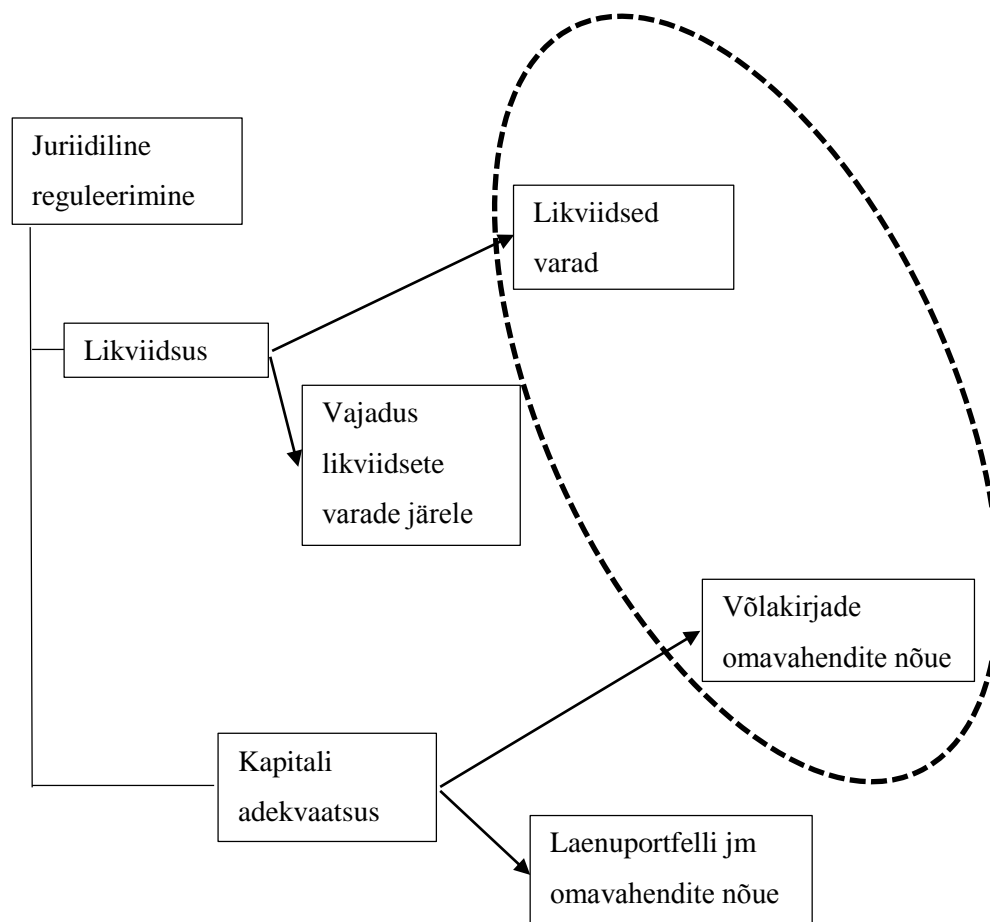 Juriidiline
reguleerimine
Likviidsed
varad
Likviidsus
Vajadus
likviidsete
varade järele
Võlakirjade
omavahendite nõue
Kapitali
adekvaatsus
Laenuportfelli jm
omavahendite nõue